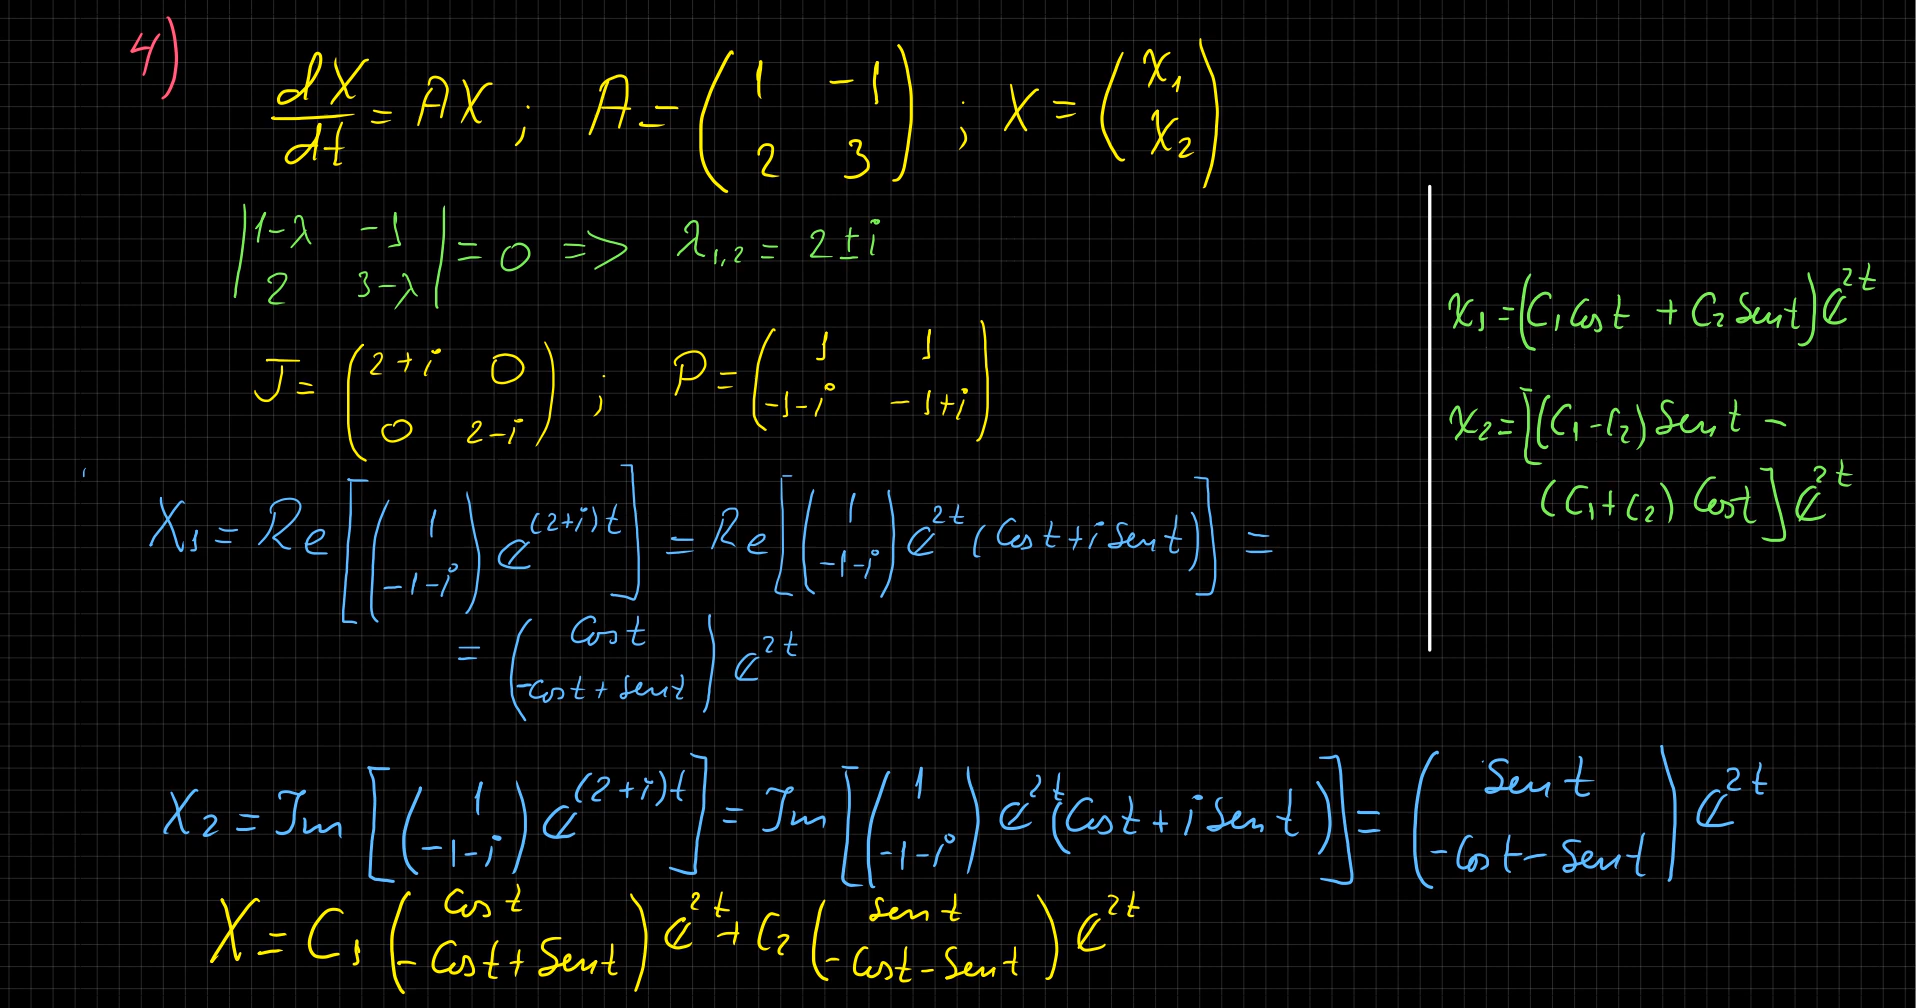 4)
dX/dt = AX ; A = (1 -1; 2 3) ; X = (x₁; x₂)
|1-λ -1; 2 3-λ| = 0 => λ₁,₂ = 2 ± i
J = (2+i 0; 0 2-i) ; P = (1 1; -1-i -1+i)
X₁ = Re[(1; -1-i) e^(2+i)t] = Re[(1; -1-i) e^2t (Cos t + i Sen t)] =
= (Cos t; -Cos t + Sen t) e^2t
X₂ = Im[(1; -1-i) e^(2+i)t] = Im[(1; -1-i) e^2t (Cos t + i Sen t)] = (Sen t; -Cos t - Sen t) e^2t
X = C₁ (Cos t; -Cos t + Sen t) e^2t + C₂ (Sen t; -Cos t - Sen t) e^2t
x₁ = (C₁ Cos t + C₂ Sen t) e^2t
x₂ = [(C₁ - C₂) Sen t -
(C₁ + C₂) Cos t] e^2t